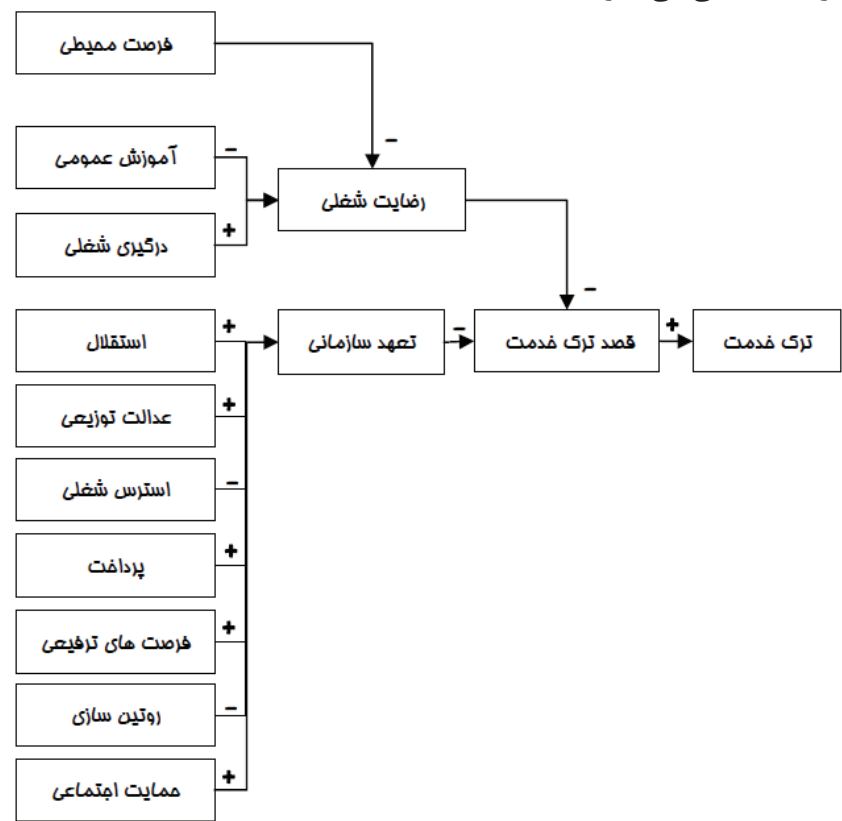 فرصت محیطی
-
آموزش عمومی
-
رضایت شغلی
درگیری شغلی
+
-
استقلال
+
تعهد سازمانی
-
قصد ترک خدمت
+
ترک خدمت
عدالت توزیعی
+
استرس شغلی
-
پرداخت
+
فرصت های ترفیعی
+
روتین سازی
-
حمایت اجتماعی
+